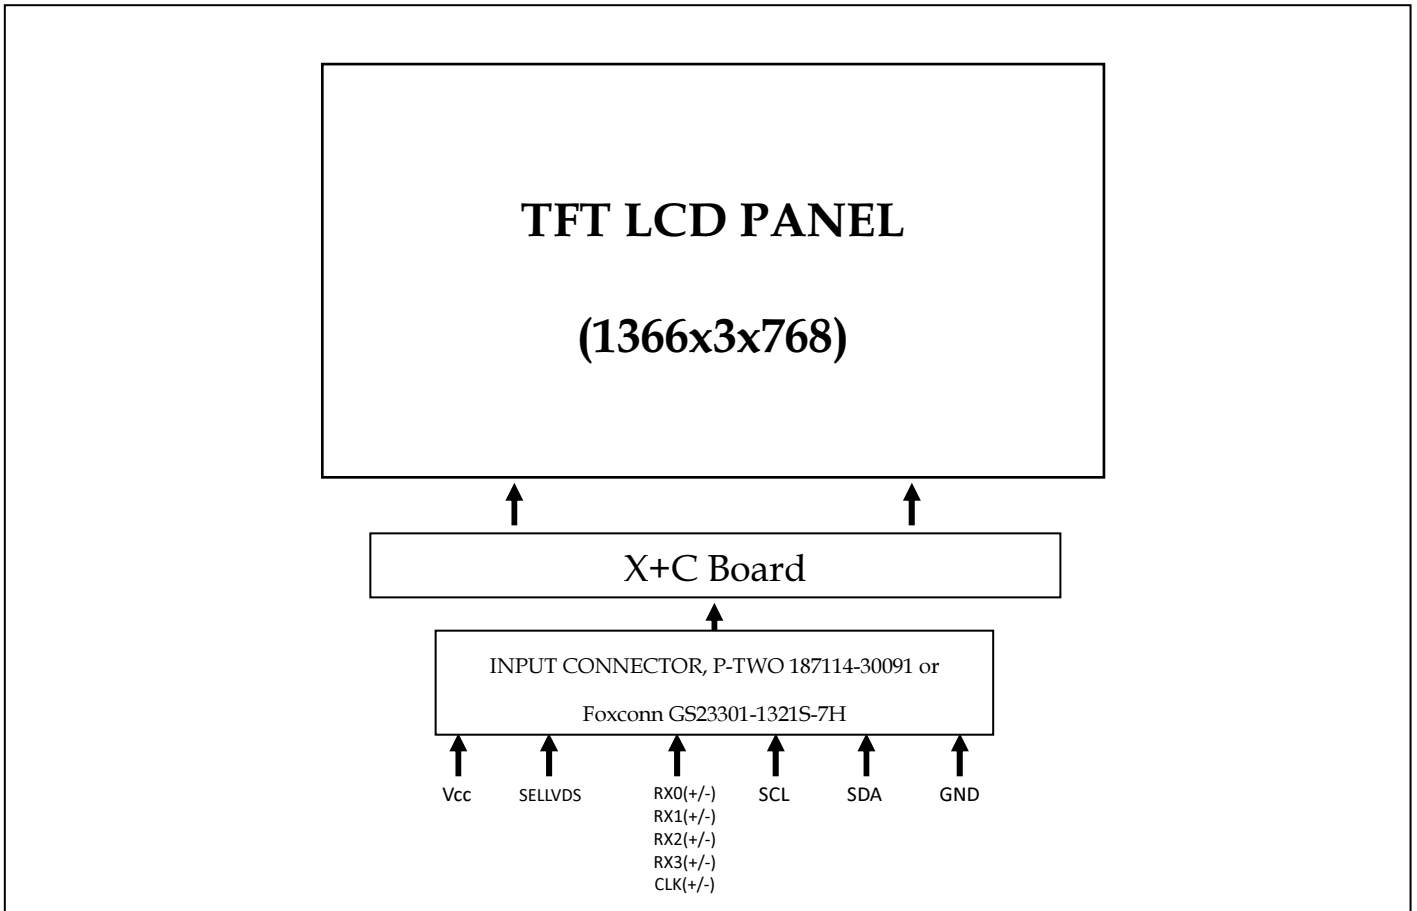 TFT LCD PANEL
(1366x3x768)
X+C Board
INPUT CONNECTOR, P-TWO 187114-30091 or
Foxconn GS23301-1321S-7H
Vcc
SELLVDS
RX0(+/-)
RX1(+/-)
RX2(+/-)
RX3(+/-)
CLK(+/-)
SCL
SDA
GND